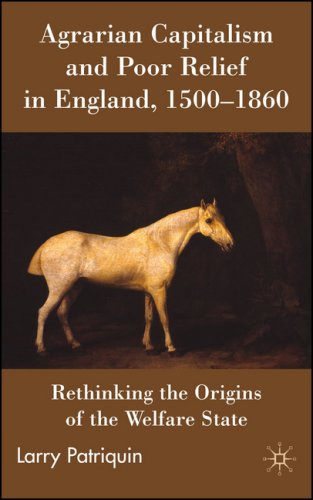 Agrarian Capitalism
and Poor Relief
in England, 1500–1860
Rethinking the Origins
of the Welfare State
Larry Patriquin